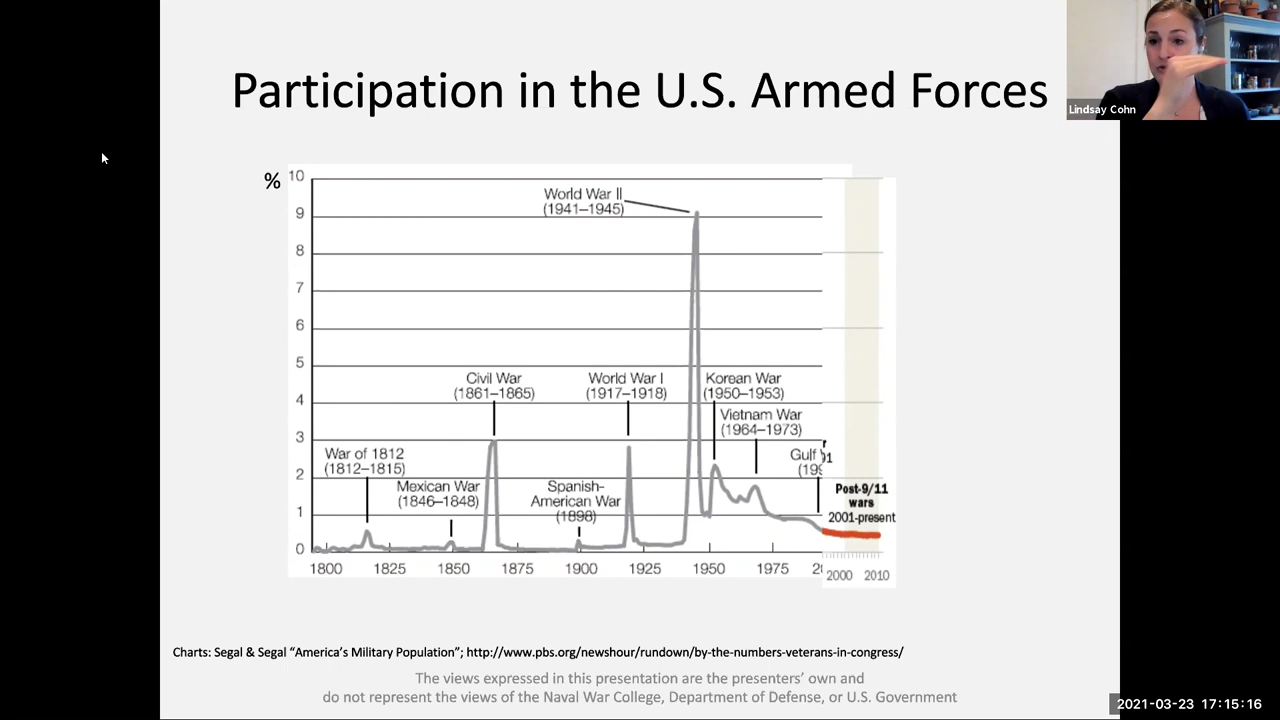 Participation in the U.S. Armed Forces
Lindsay Cohn
%
10
9
8
7
6
5
4
3
2
1
0
World War II
(1941–1945)
Civil War
(1861–1865)
World War I
(1917–1918)
Korean War
(1950–1953)
Vietnam War
(1964–1973)
War of 1812
(1812–1815)
Mexican War
(1846–1848)
Spanish-
American War
(1898)
Gulf
Post-9/11
wars
2001-present
1800 1825 1850 1875 1900 1925 1950 1975
2000 2010
Charts: Segal & Segal “America’s Military Population”; http://www.pbs.org/newshour/rundown/by-the-numbers-veterans-in-congress/
The views expressed in this presentation are the presenters’ own and
do not represent the views of the Naval War College, Department of Defense, or U.S. Government
2021-03-23 17:15:16